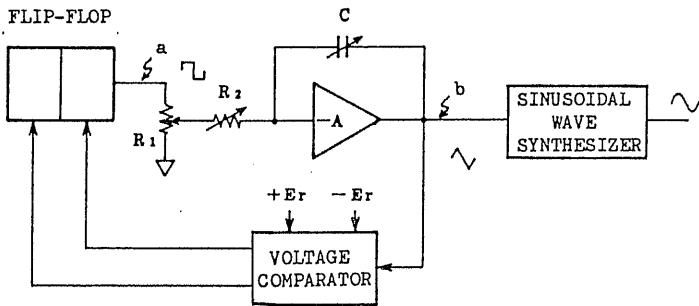 FLIP-FLOP
a
C
R2
b
R1
-A
SINUSOIDAL
WAVE
SYNTHESIZER
+Er
-Er
VOLTAGE
COMPARATOR